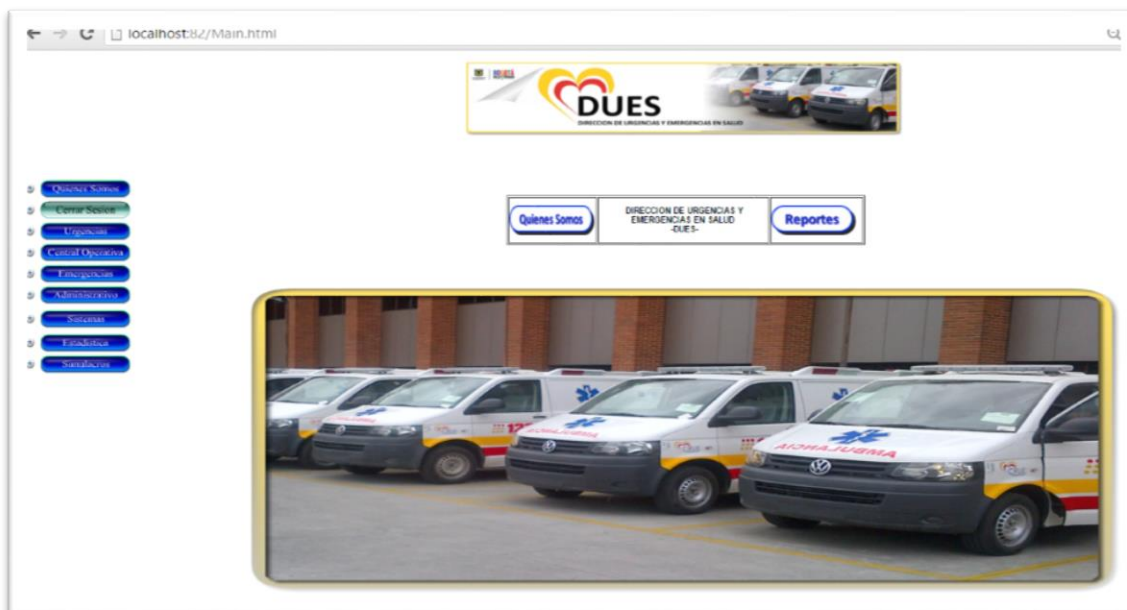 localhost:82/Main.html
DUES
DIRECCION DE URGENCIAS Y EMERGENCIAS EN SALUD
Quienes Somos
Cerrar Sesion
Urgencias
Central Operativa
Emergencias
Administrativo
Sistemas
Estadistica
Simulacros
Quienes Somos
DIRECCION DE URGENCIAS Y
EMERGENCIAS EN SALUD
-DUES-
Reportes
AICNALUBMA